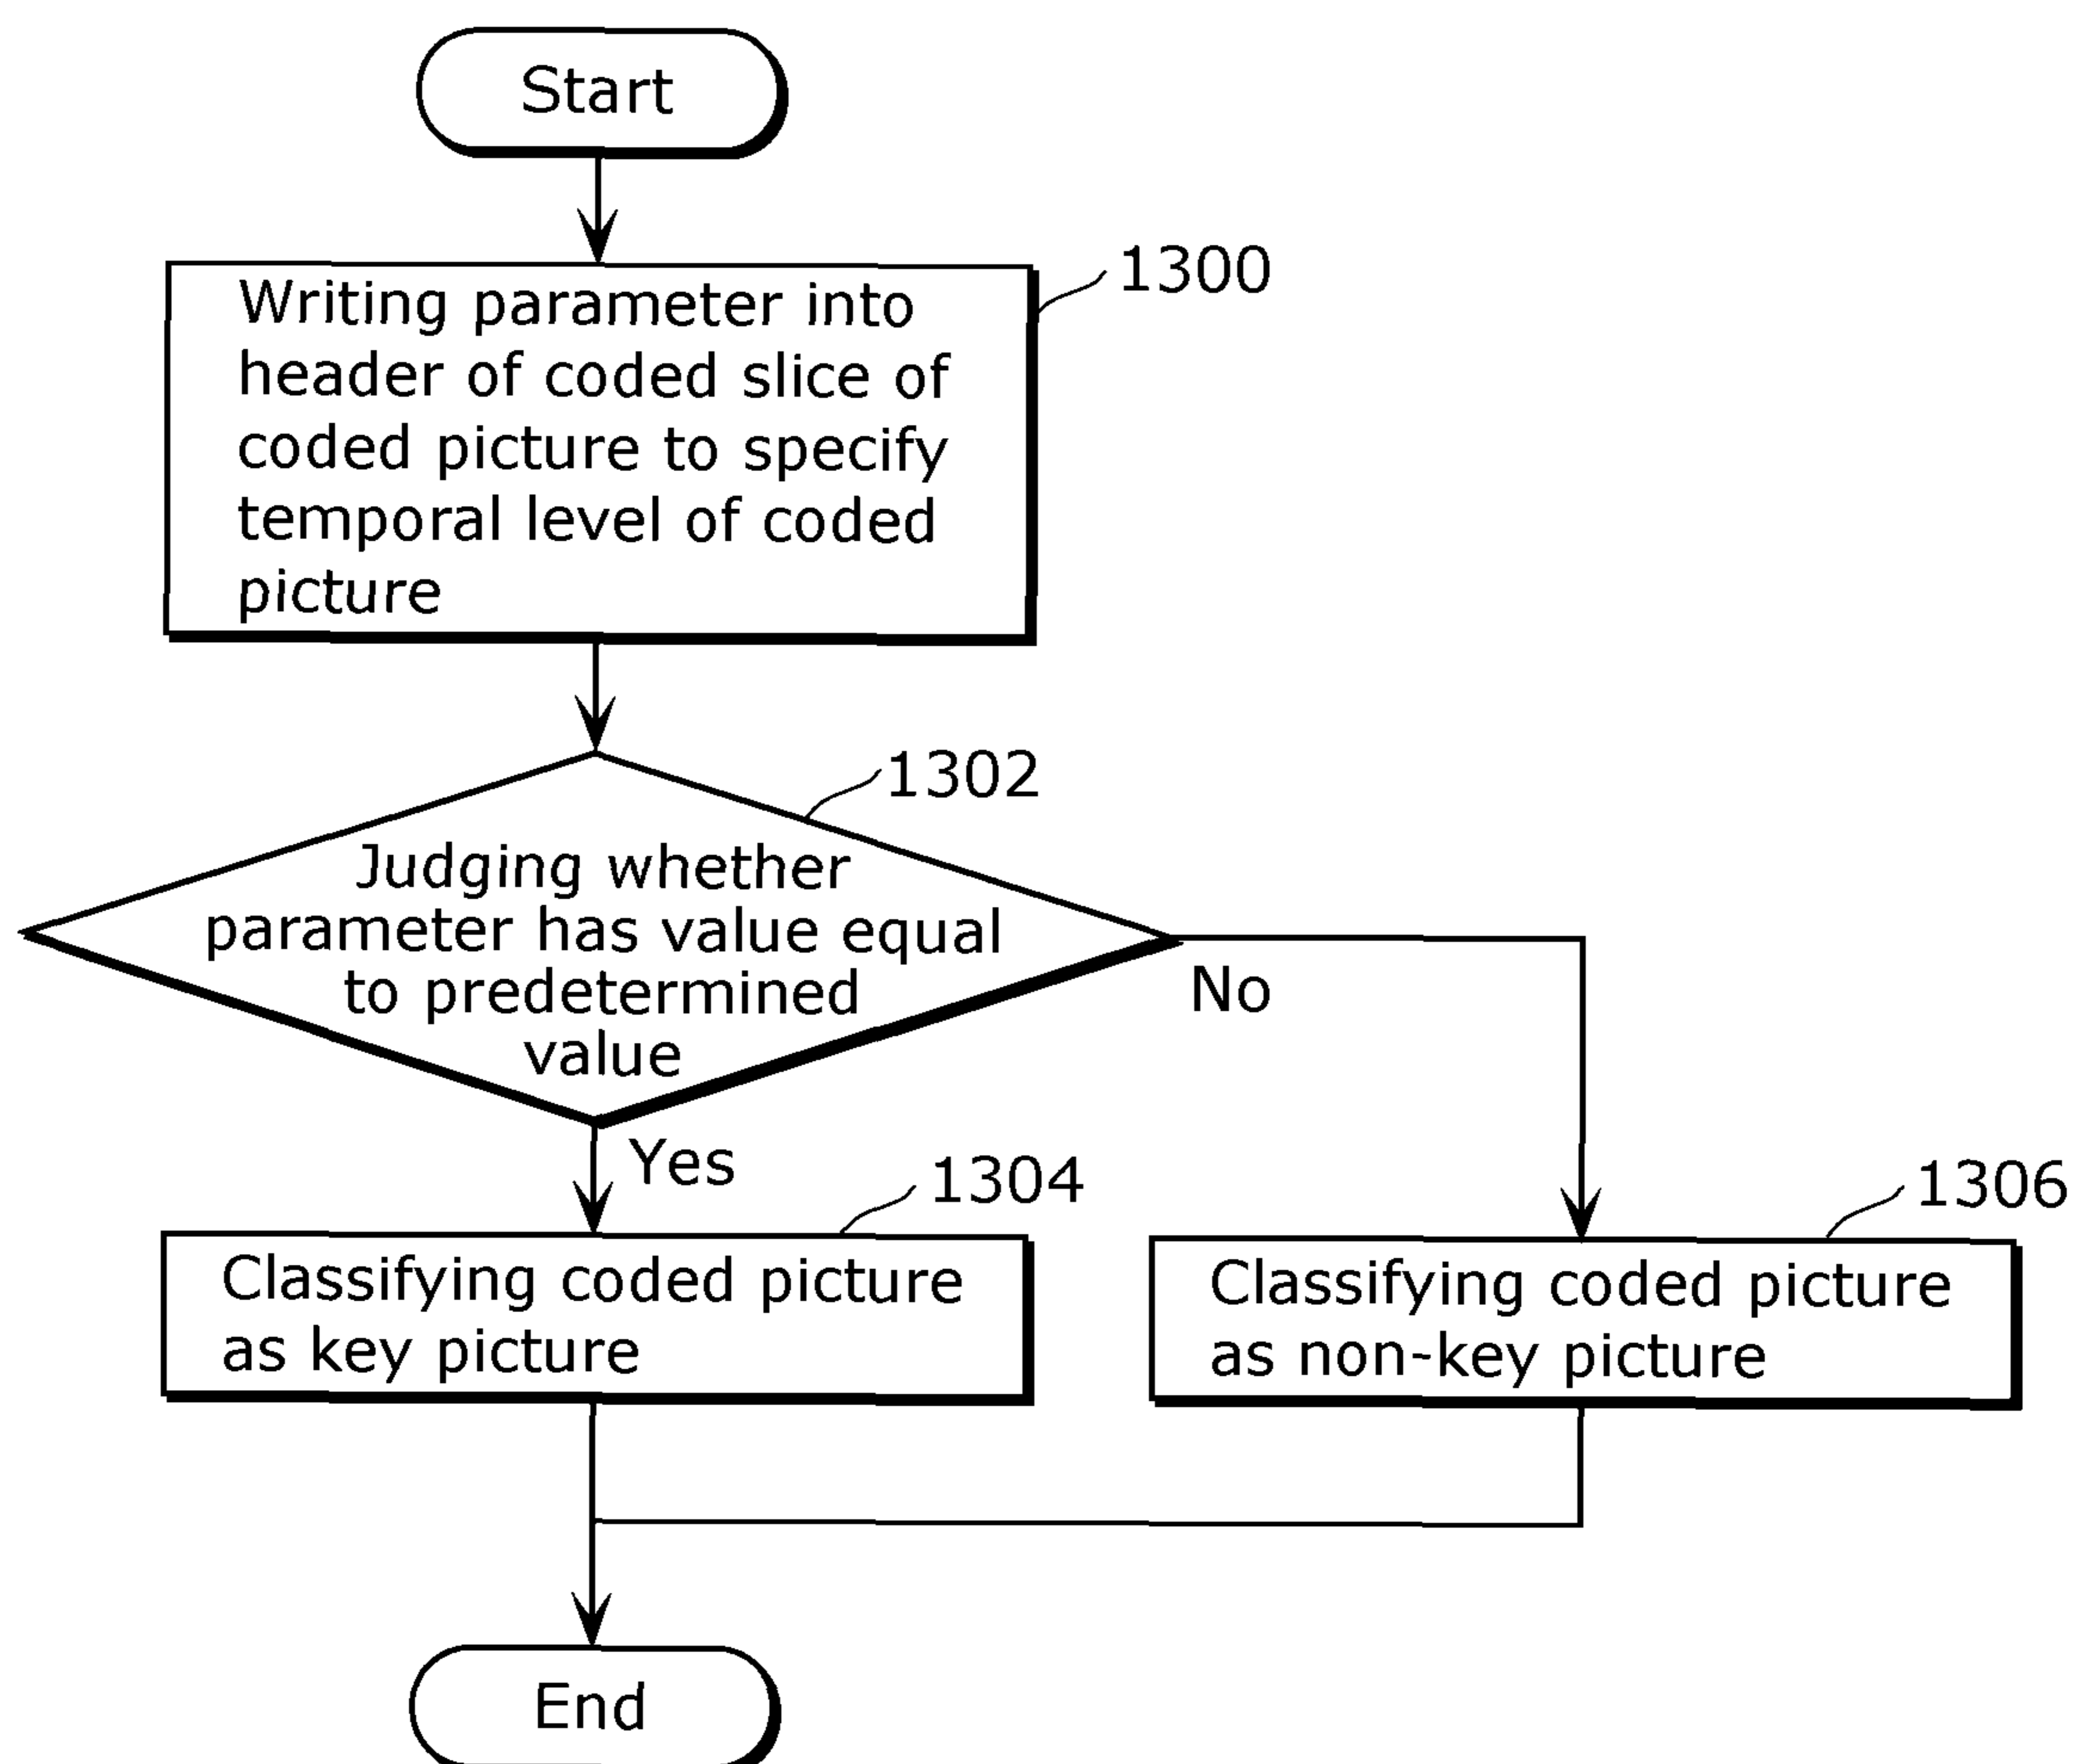 Start
1300
Writing parameter into
header of coded slice of
coded picture to specify
temporal level of coded
picture
1302
Judging whether
parameter has value equal
to predetermined
value
No
Yes
1304
Classifying coded picture
as key picture
1306
Classifying coded picture
as non-key picture
End